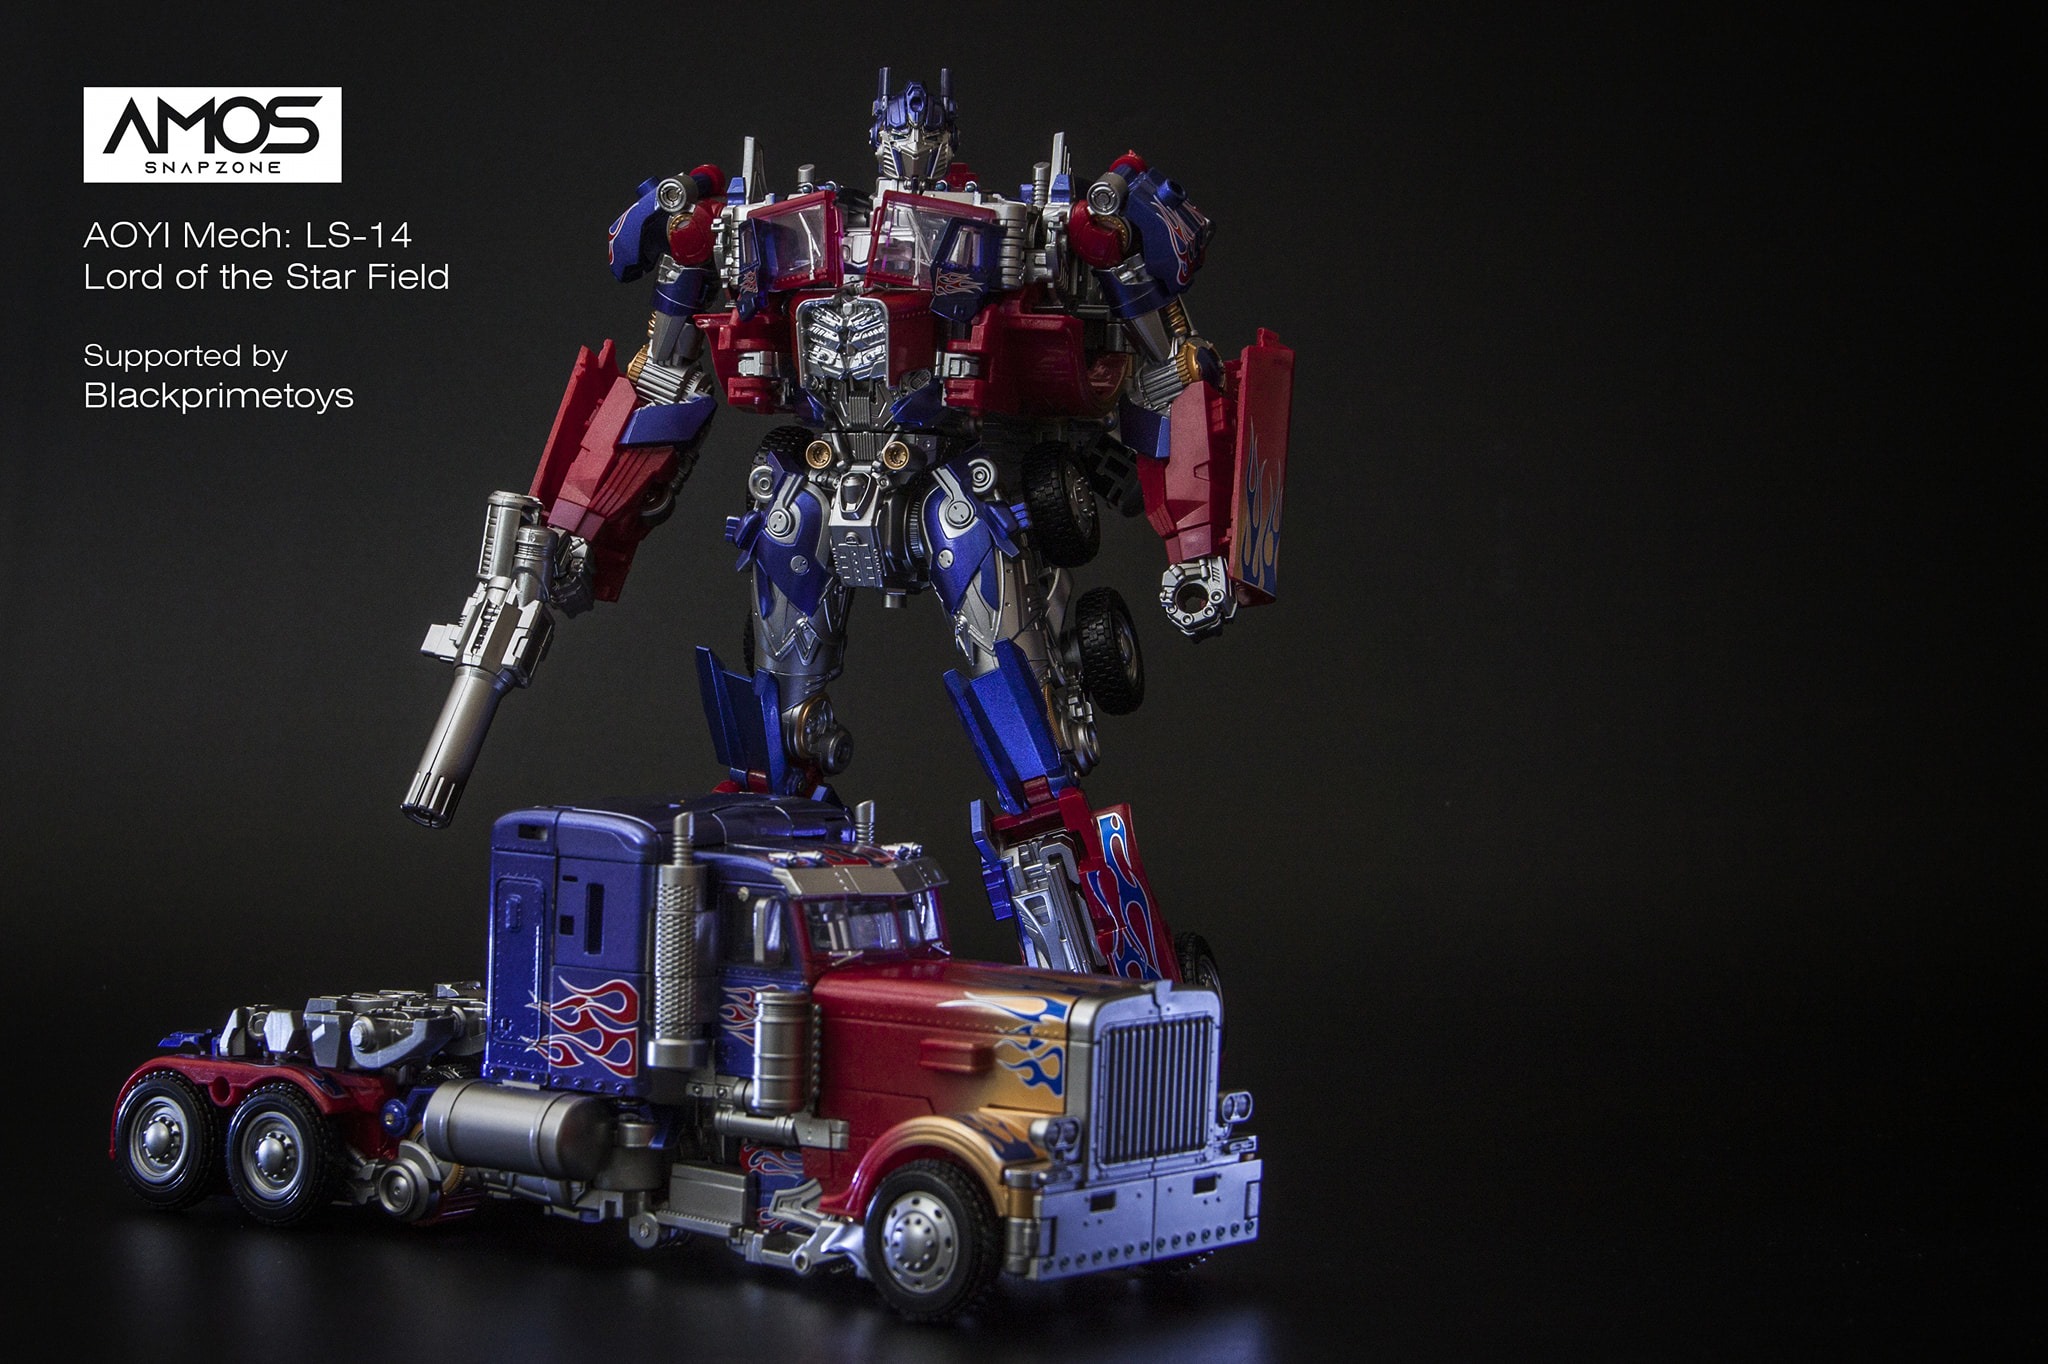 AMOS
SNAPZONE
AOYI Mech: LS-14
Lord of the Star Field
Supported by
Blackprimetoys